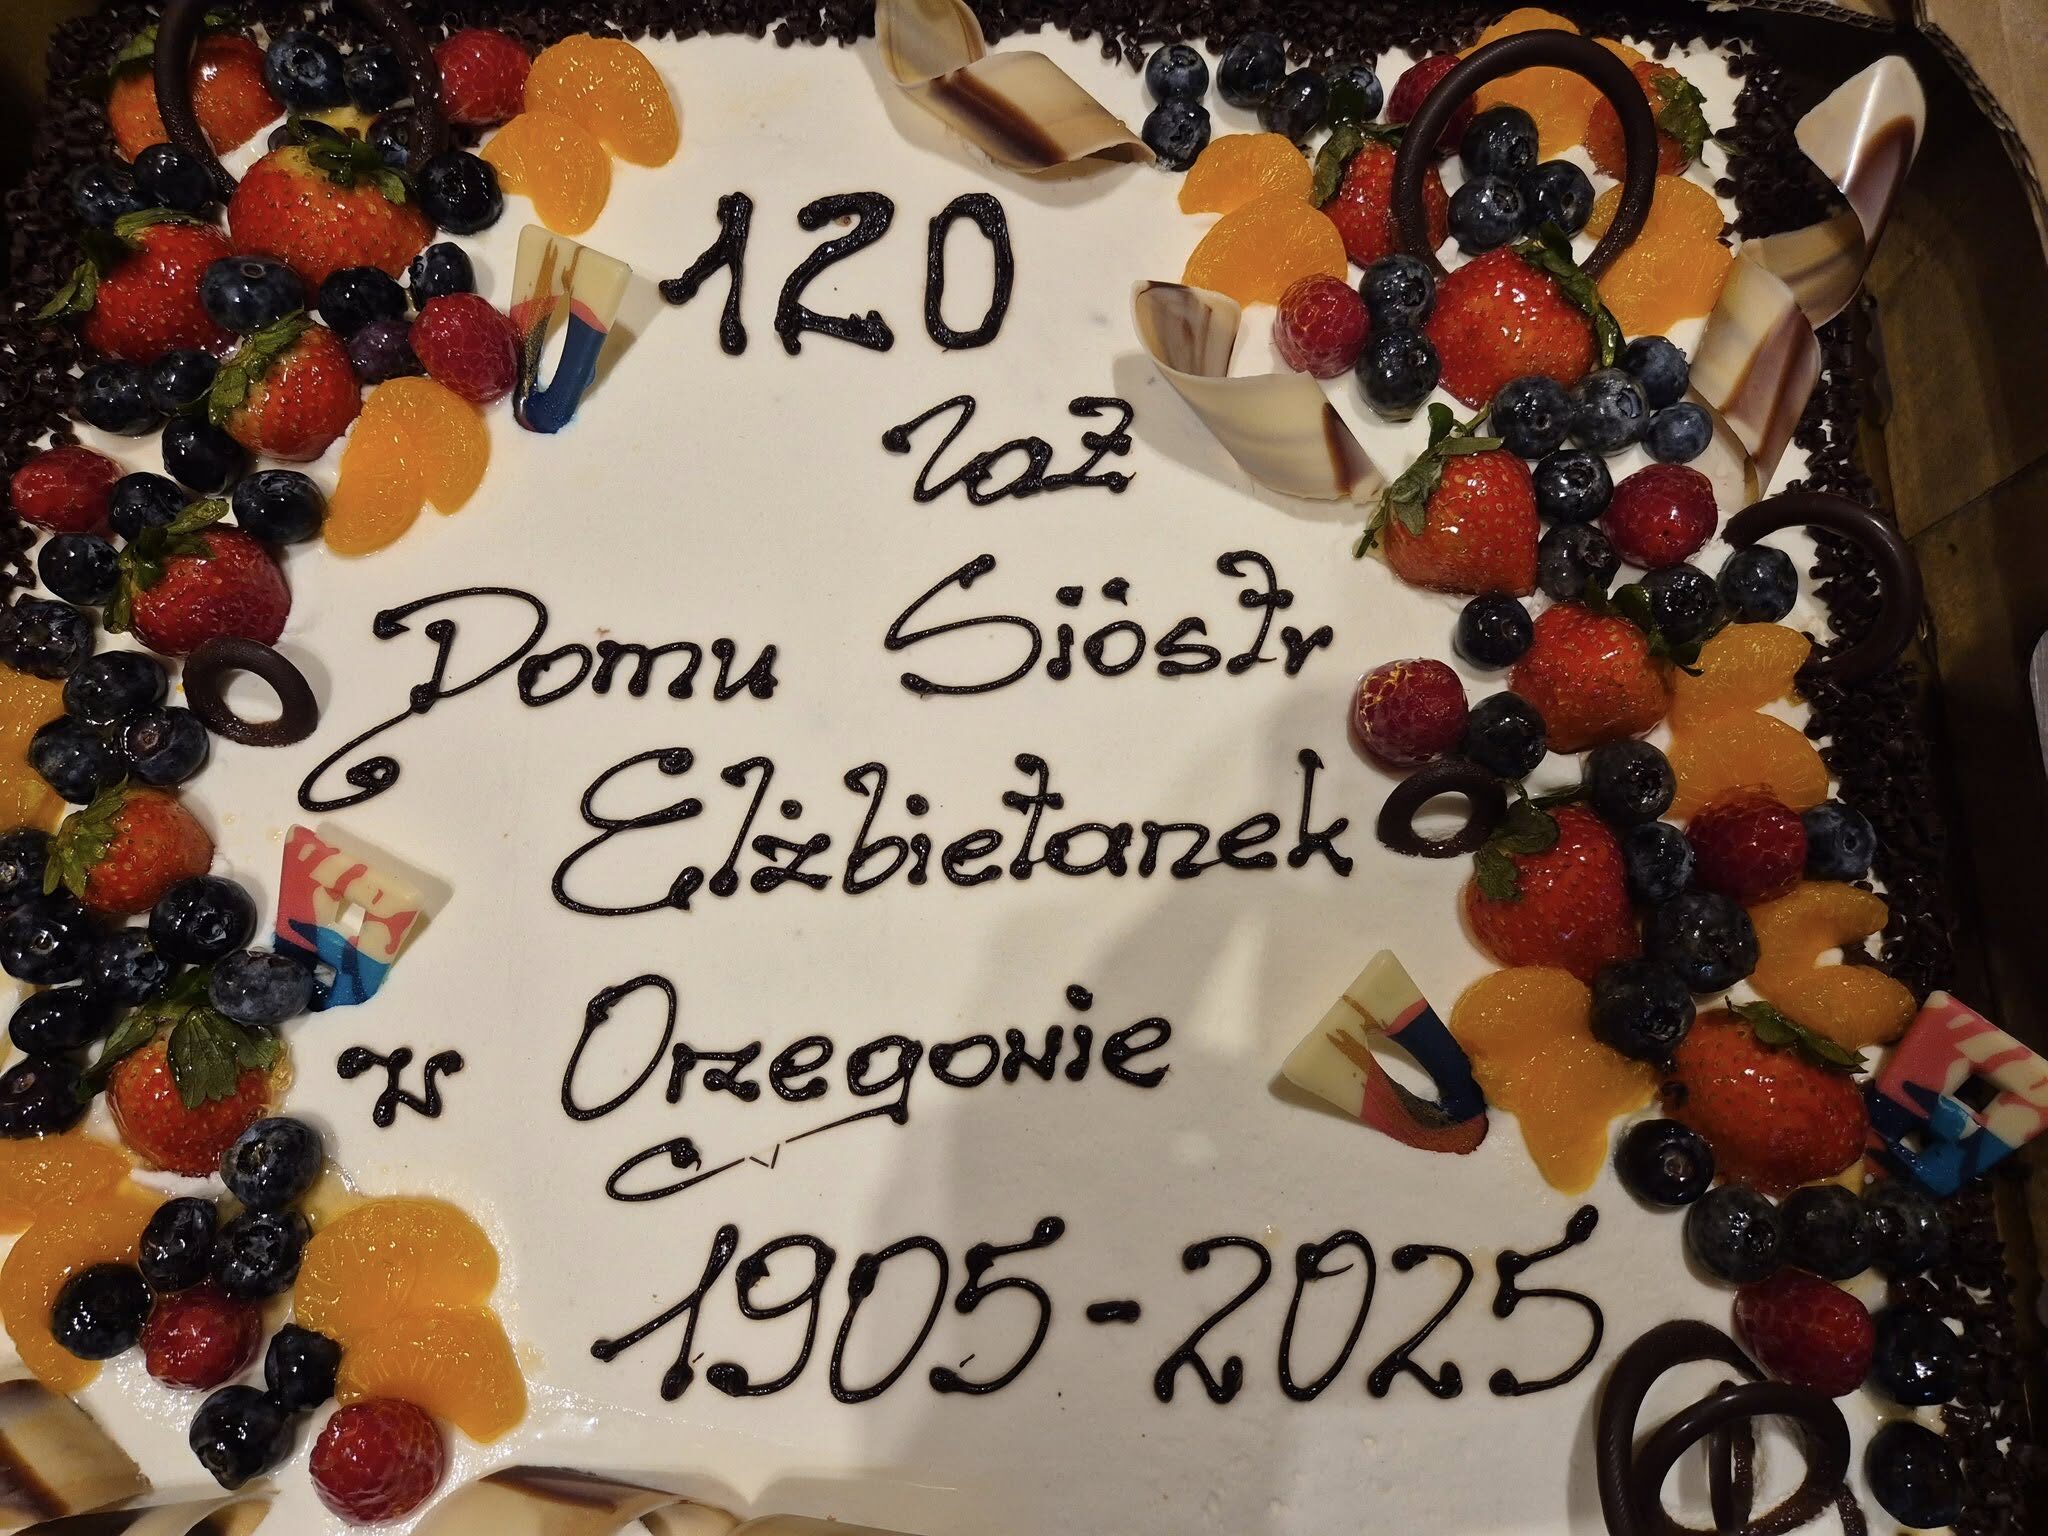 120
lat
Domu Sióstr
Elżbietanek
w Orzegowie
1905-2025